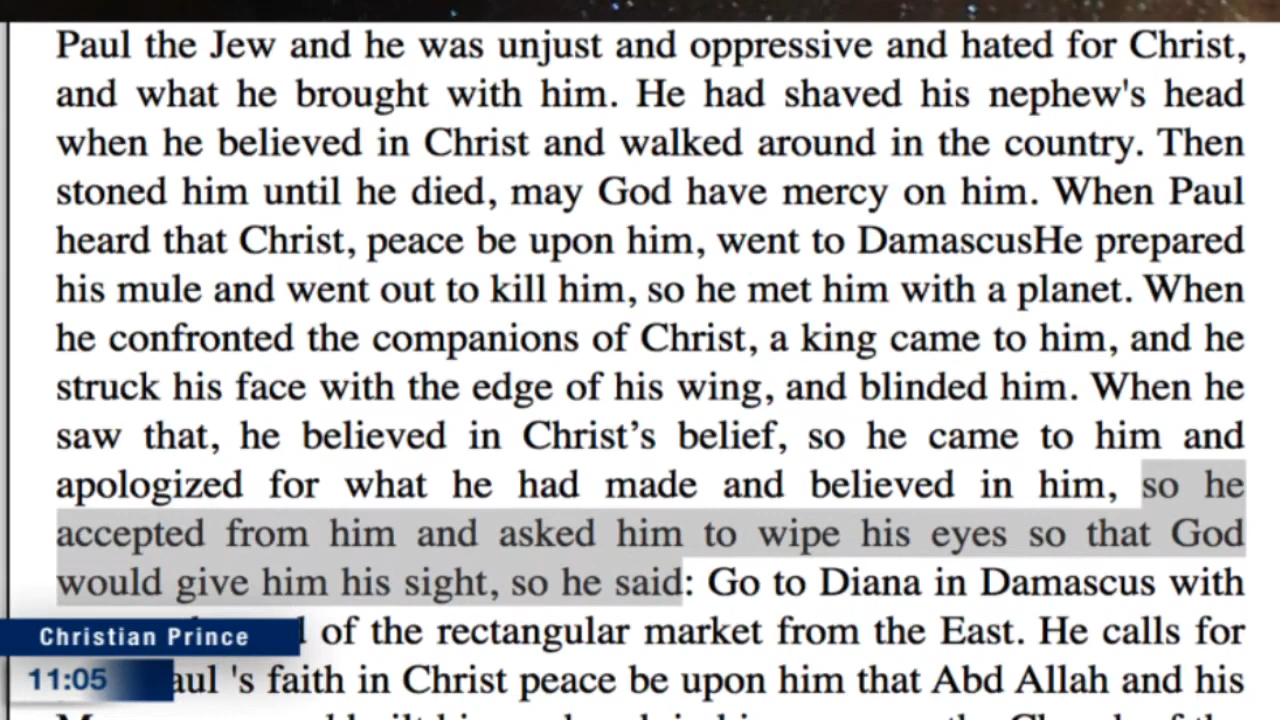 Paul the Jew and he was unjust and oppressive and hated for Christ,
and what he brought with him. He had shaved his nephew's head
when he believed in Christ and walked around in the country. Then
stoned him until he died, may God have mercy on him. When Paul
heard that Christ, peace be upon him, went to DamascusHe prepared
his mule and went out to kill him, so he met him with a planet. When
he confronted the companions of Christ, a king came to him, and he
struck his face with the edge of his wing, and blinded him. When he
saw that, he believed in Christ’s belief, so he came to him and
apologized for what he had made and believed in him, so he
accepted from him and asked him to wipe his eyes so that God
would give him his sight, so he said: Go to Diana in Damascus with
of the rectangular market from the East. He calls for
's faith in Christ peace be upon him that Abd Allah and his
Christian Prince
11:05